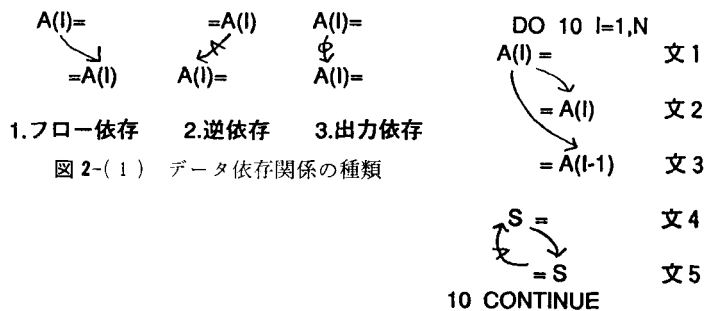 A(I)= =A(I) A(I)=
=A(I) A(I)= A(I)=
1.フロー依存 2.逆依存 3.出力依存
図 2-(1) データ依存関係の種類
DO 10 I=1,N
A(I) = 文1
= A(I) 文2
= A(I-1) 文3
S = 文4
= S 文5
10 CONTINUE